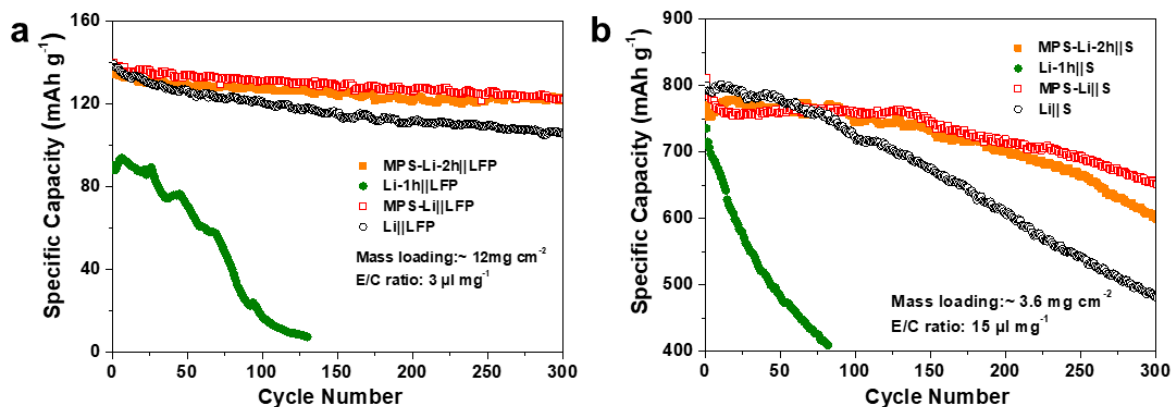 a
160
120
80
40
0
Specific Capacity (mAh g⁻¹)
MPS-Li-2h||LFP
Li-1h||LFP
MPS-Li||LFP
Li||LFP
Mass loading:~ 12mg cm⁻²
E/C ratio: 3 μl mg⁻¹
0 50 100 150 200 250 300
Cycle Number
b
900
800
700
600
500
400
Specific Capacity (mAh g⁻¹)
MPS-Li-2h||S
Li-1h||S
MPS-Li||S
Li||S
Mass loading:~ 3.6 mg cm⁻²
E/C ratio: 15 μl mg⁻¹
0 50 100 150 200 250 300
Cycle Number